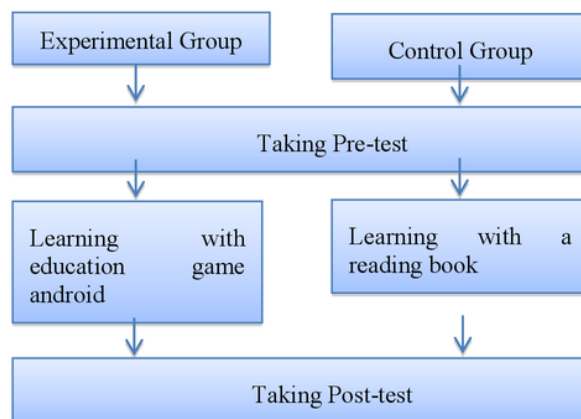 Experimental Group
Control Group
Taking Pre-test
Learning with
education game
android
Learning with a
reading book
Taking Post-test